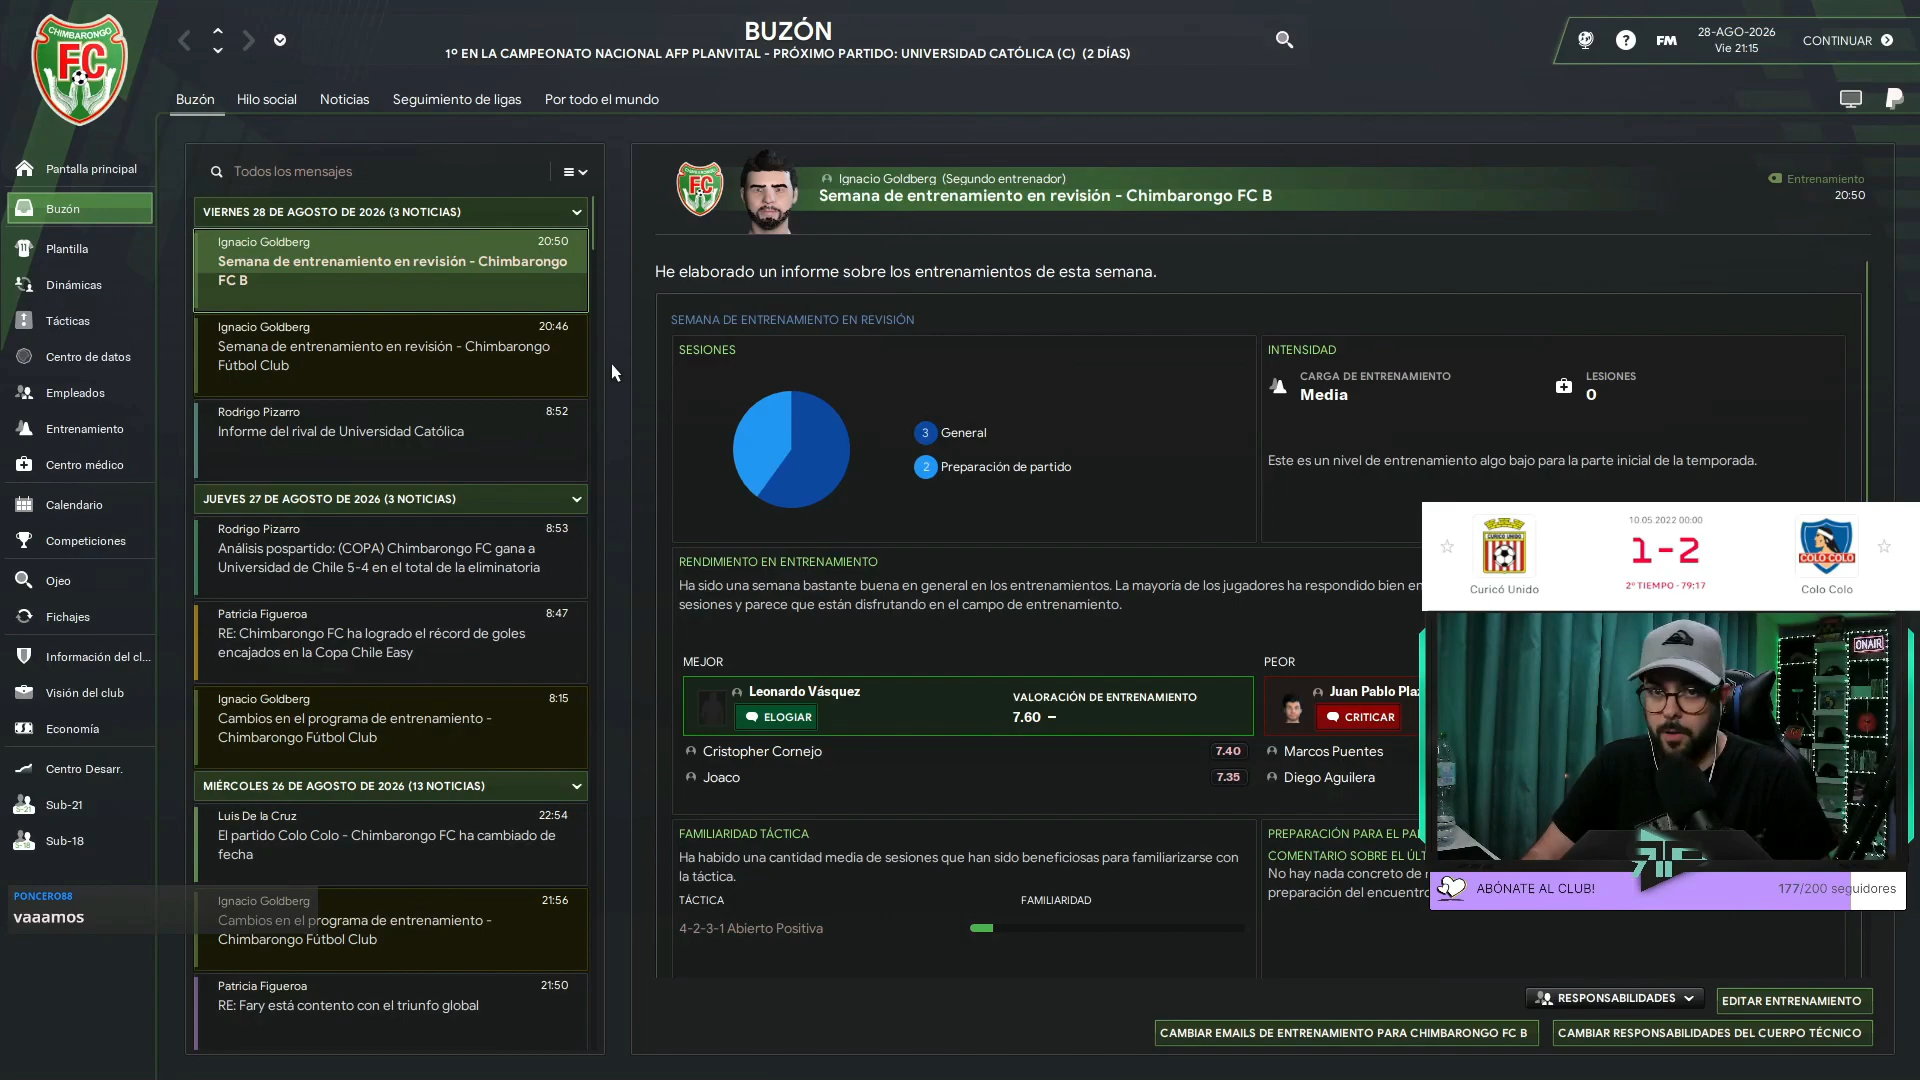 CHIMBARONGO
FC
BUZÓN
1º EN LA CAMPEONATO NACIONAL AFP PLANVITAL - PRÓXIMO PARTIDO: UNIVERSIDAD CATÓLICA (C) (2 DÍAS)
FM
28-AGO-2026
Vie 21:15
CONTINUAR
Buzón
Hilo social
Noticias
Seguimiento de ligas
Por todo el mundo
Pantalla principal
Buzón
Plantilla
Dinámicas
Tácticas
Centro de datos
Empleados
Entrenamiento
Centro médico
Calendario
Competiciones
Ojeo
Fichajes
Información del cl...
Visión del club
Economía
Centro Desarr.
Sub-21
Sub-18
PONCERO88
vaaamos
Todos los mensajes
VIERNES 28 DE AGOSTO DE 2026 (3 NOTICIAS)
Ignacio Goldberg 20:50
Semana de entrenamiento en revisión - Chimbarongo
FC B
Ignacio Goldberg 20:46
Semana de entrenamiento en revisión - Chimbarongo
Fútbol Club
Rodrigo Pizarro 8:52
Informe del rival de Universidad Católica
JUEVES 27 DE AGOSTO DE 2026 (3 NOTICIAS)
Rodrigo Pizarro 8:53
Análisis pospartido: (COPA) Chimbarongo FC gana a
Universidad de Chile 5-4 en el total de la eliminatoria
Patricia Figueroa 8:47
RE: Chimbarongo FC ha logrado el récord de goles
encajados en la Copa Chile Easy
Ignacio Goldberg 8:15
Cambios en el programa de entrenamiento -
Chimbarongo Fútbol Club
MIÉRCOLES 26 DE AGOSTO DE 2026 (13 NOTICIAS)
Luis De la Cruz 22:54
El partido Colo Colo - Chimbarongo FC ha cambiado de
fecha
Ignacio Goldberg 21:56
Cambios en el programa de entrenamiento -
Chimbarongo Fútbol Club
Patricia Figueroa 21:50
RE: Fary está contento con el triunfo global
FC
Ignacio Goldberg (Segundo entrenador)
Semana de entrenamiento en revisión - Chimbarongo FC B
Entrenamiento
20:50
He elaborado un informe sobre los entrenamientos de esta semana.
SEMANA DE ENTRENAMIENTO EN REVISIÓN
SESIONES
3 General
2 Preparación de partido
INTENSIDAD
CARGA DE ENTRENAMIENTO
Media
LESIONES
0
Este es un nivel de entrenamiento algo bajo para la parte inicial de la temporada.
RENDIMIENTO EN ENTRENAMIENTO
Ha sido una semana bastante buena en general en los entrenamientos. La mayoría de los jugadores ha respondido bien en
sesiones y parece que están disfrutando en el campo de entrenamiento.
MEJOR
Leonardo Vásquez
ELOGIAR
VALORACIÓN DE ENTRENAMIENTO
7.60 –
Cristopher Cornejo 7.40
Joaco 7.35
PEOR
Juan Pablo Plaz
CRITICAR
Marcos Puentes
Diego Aguilera
FAMILIARIDAD TÁCTICA
Ha habido una cantidad media de sesiones que han sido beneficiosas para familiarizarse con
la táctica.
TÁCTICA FAMILIARIDAD
4-2-3-1 Abierto Positiva
PREPARACIÓN PARA EL PA
COMENTARIO SOBRE EL ÚLT
No hay nada concreto de
preparación del encuentro
RESPONSABILIDADES
EDITAR ENTRENAMIENTO
CAMBIAR EMAILS DE ENTRENAMIENTO PARA CHIMBARONGO FC B
CAMBIAR RESPONSABILIDADES DEL CUERPO TÉCNICO
CURICO UNIDO
Curicó Unido
10.05.2022 00:00
1-2
2º TIEMPO - 79:17
COLO COLO
Colo Colo
ON AIR
ABÓNATE AL CLUB!
177/200 seguidores